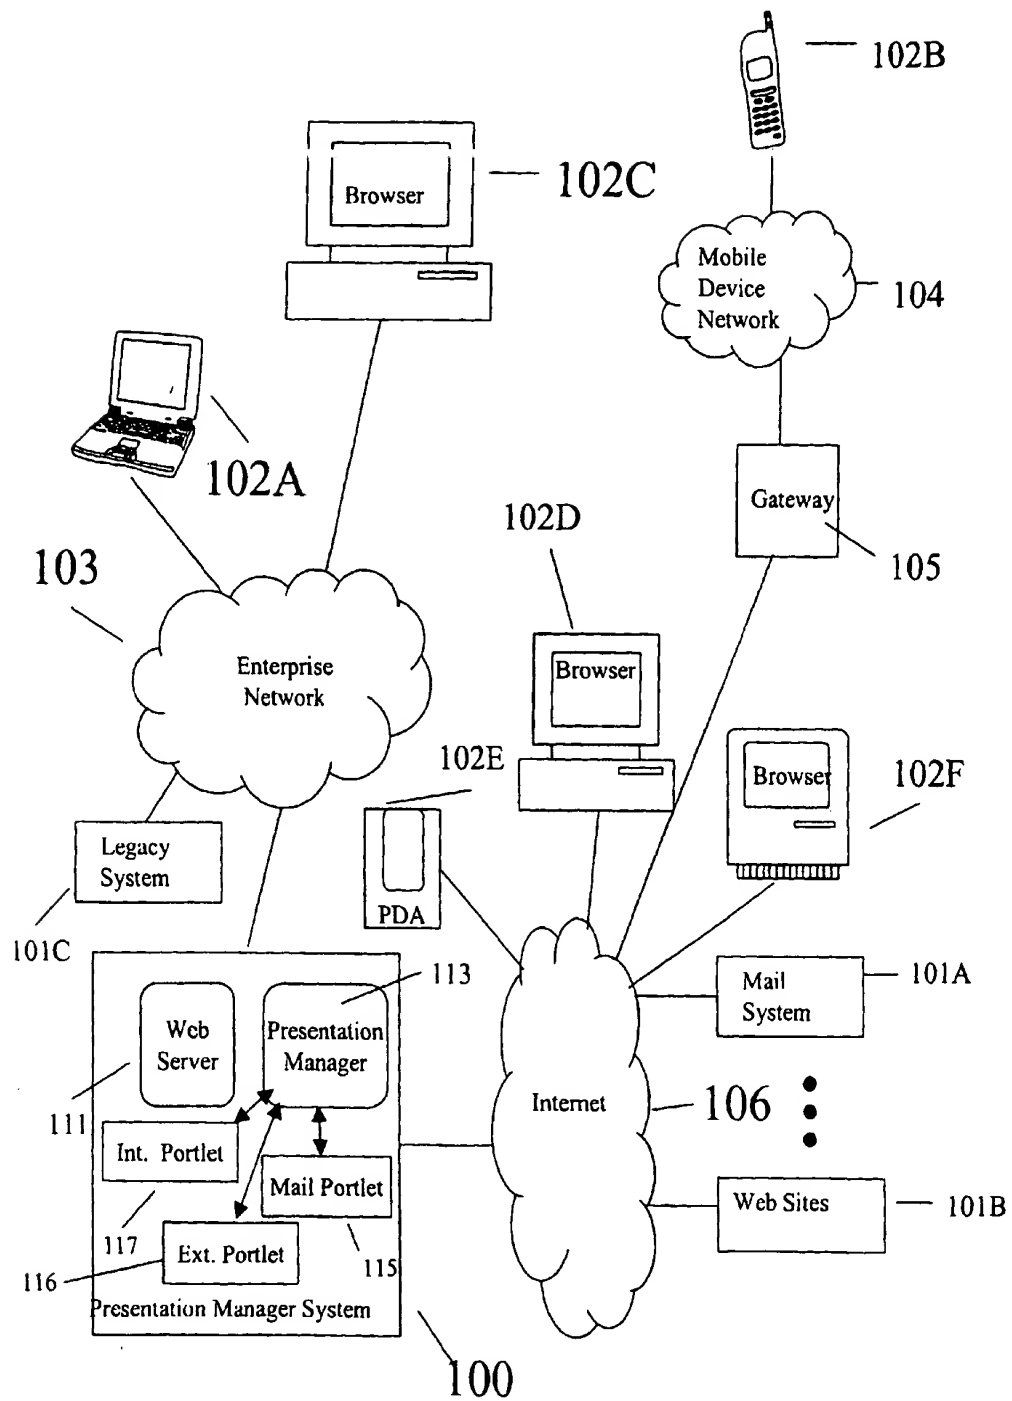 102B
Browser
102C
Mobile
Device
Network
104
102A
Gateway
105
102D
103
Enterprise
Network
Browser
102E
Browser
102F
Legacy
System
101C
PDA
113
Mail
System
101A
Web
Server
Presentation
Manager
111
Internet
106
Int. Portlet
Mail Portlet
Web Sites
101B
117
Ext. Portlet
115
116
Presentation Manager System
100